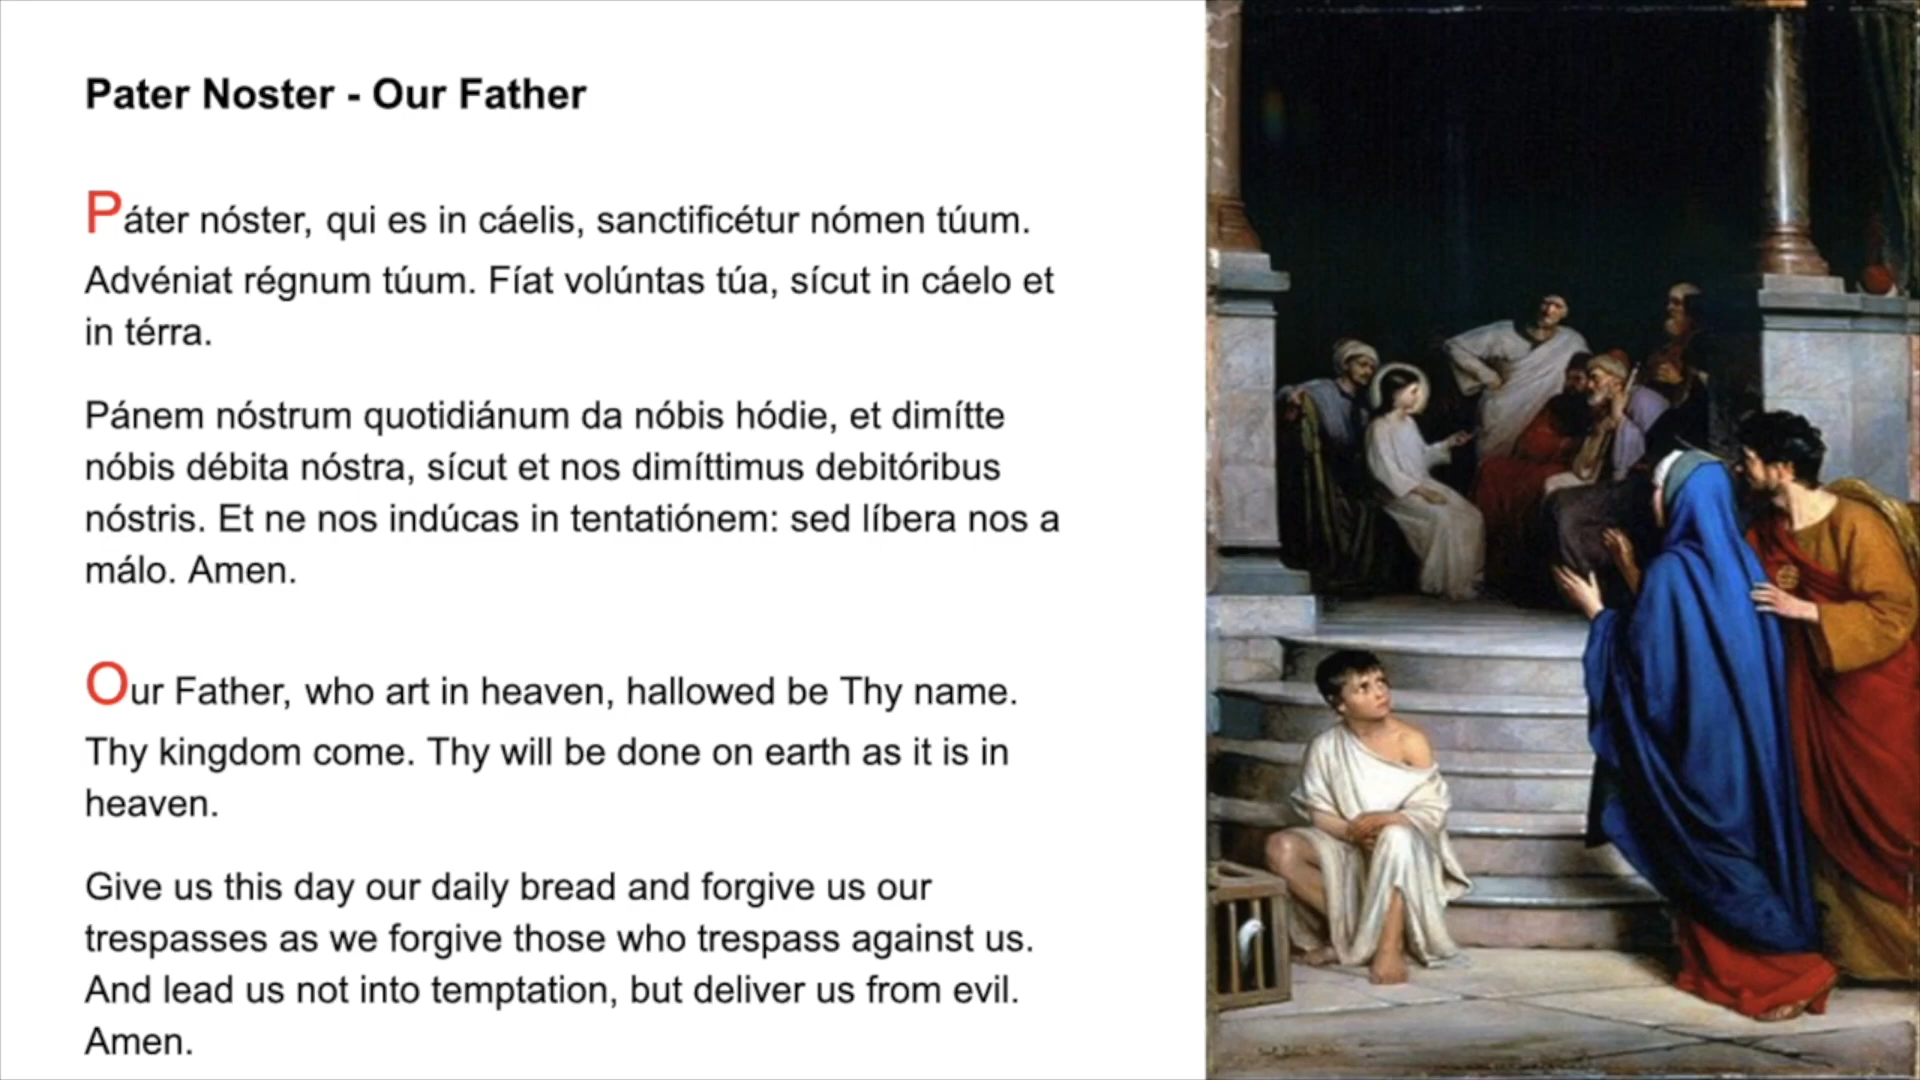 Pater Noster - Our Father
Páter nóster, qui es in cáelis, sanctificétur nómen túum.
Advéniat régnum túum. Fíat volúntas túa, sícut in cáelo et
in térra.
Pánem nóstrum quotidiánum da nóbis hódie, et dimítte
nóbis débita nóstra, sícut et nos dimíttimus debitóribus
nóstris. Et ne nos indúcas in tentatiónem: sed líbera nos a
málo. Amen.
Our Father, who art in heaven, hallowed be Thy name.
Thy kingdom come. Thy will be done on earth as it is in
heaven.
Give us this day our daily bread and forgive us our
trespasses as we forgive those who trespass against us.
And lead us not into temptation, but deliver us from evil.
Amen.